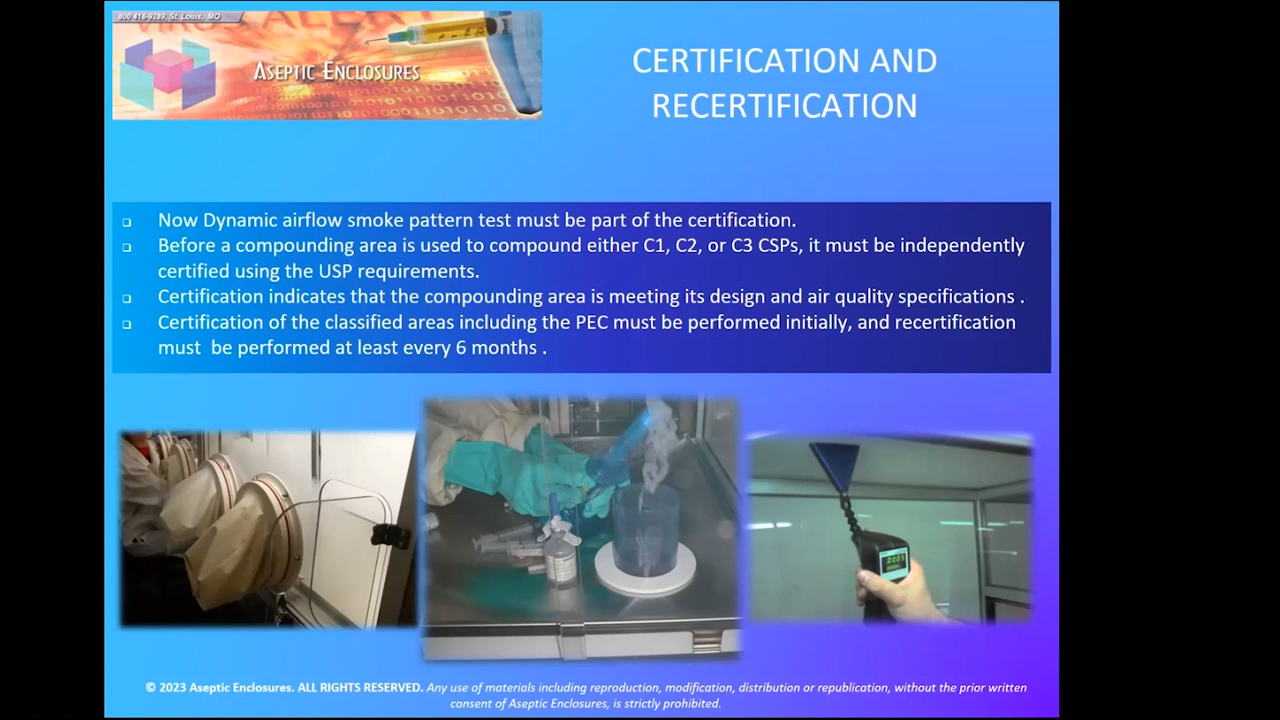 800 418-9289, St. Louis, MO
VIRUS ALERT
ASEPTIC ENCLOSURES
CERTIFICATION AND
RECERTIFICATION
❑ Now Dynamic airflow smoke pattern test must be part of the certification.
❑ Before a compounding area is used to compound either C1, C2, or C3 CSPs, it must be independently
certified using the USP requirements.
❑ Certification indicates that the compounding area is meeting its design and air quality specifications .
❑ Certification of the classified areas including the PEC must be performed initially, and recertification
must be performed at least every 6 months .
© 2023 Aseptic Enclosures. ALL RIGHTS RESERVED. Any use of materials including reproduction, modification, distribution or republication, without the prior written
consent of Aseptic Enclosures, is strictly prohibited.